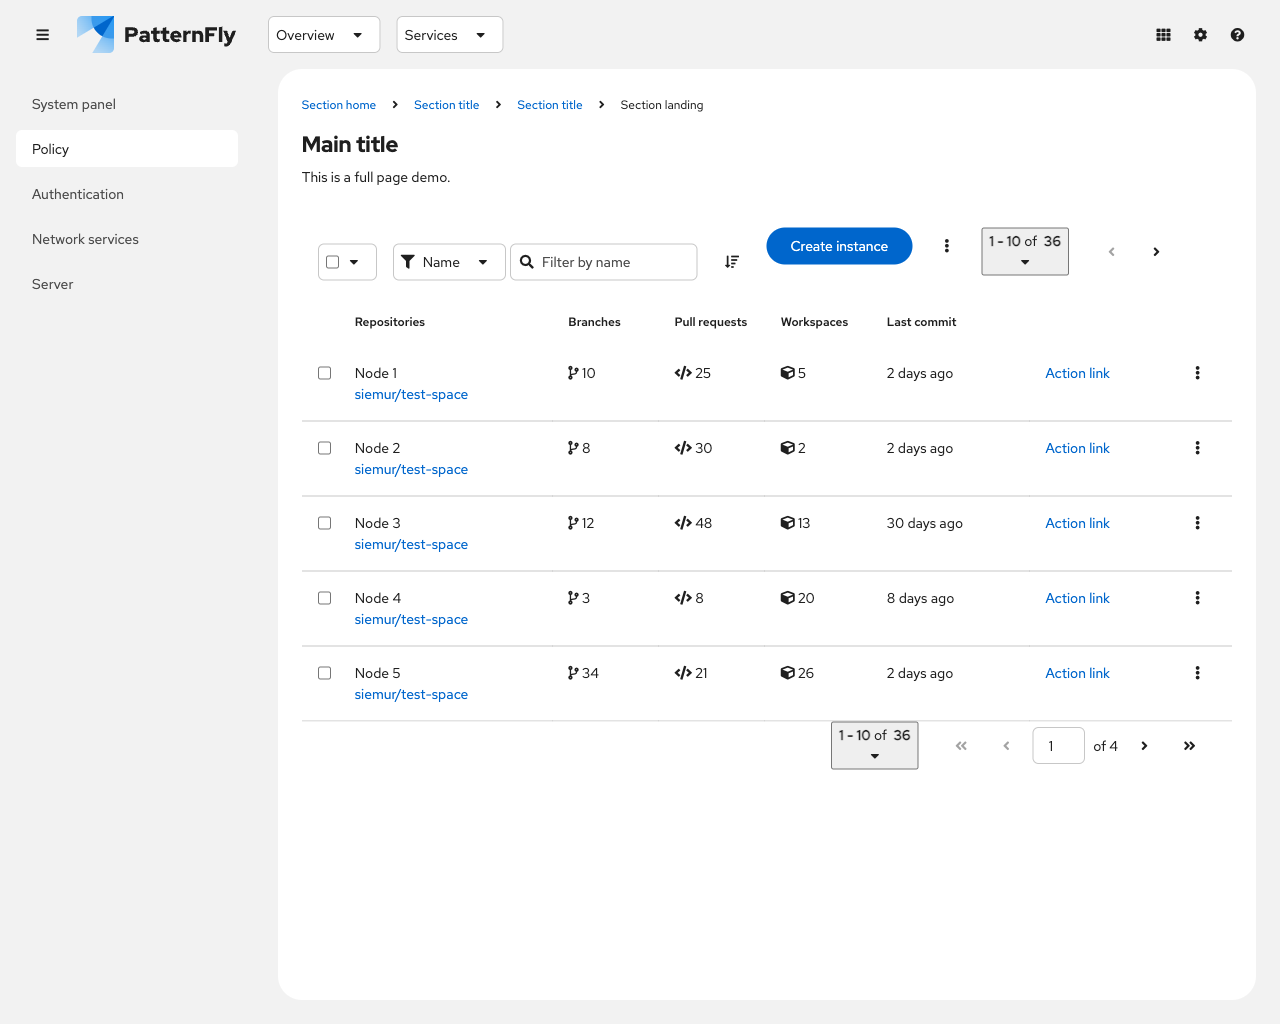 PatternFly
Overview
Services
System panel
Policy
Authentication
Network services
Server
Section home
Section title
Section title
Section landing
Main title
This is a full page demo.
Name
Filter by name
Create instance
1 - 10 of 36
Repositories Branches Pull requests Workspaces Last commit
Node 1 10 25 5 2 days ago Action link
siemur/test-space
Node 2 8 30 2 2 days ago Action link
siemur/test-space
Node 3 12 48 13 30 days ago Action link
siemur/test-space
Node 4 3 8 20 8 days ago Action link
siemur/test-space
Node 5 34 21 26 2 days ago Action link
siemur/test-space
1 - 10 of 36
1 of 4